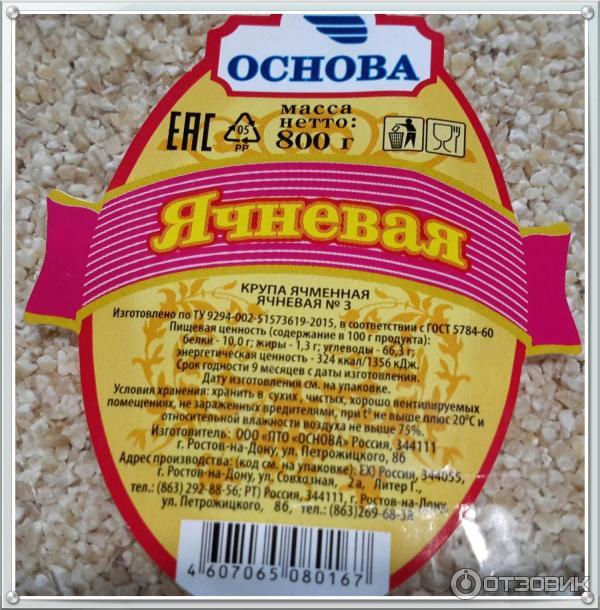 ОСНОВА
масса
нетто:
800 г
EAC
05
PP
Ячневая
КРУПА ЯЧМЕННАЯ
ЯЧНЕВАЯ № 3
Изготовлено по ТУ 9294-002-51573619-2015, в соответствии с ГОСТ 5784-60
Пищевая ценность (содержание в 100 г продукта):
белки - 10,0 г; жиры - 1,3 г; углеводы - 66,3 г;
энергетическая ценность - 324 ккал/1356 кДж.
Срок годности 9 месяцев с даты изготовления.
Дату изготовления см. на упаковке.
Условия хранения: хранить в сухих , чистых, хорошо вентилируемых
помещениях, не зараженных вредителями, при t° не выше плюс 20°С и
относительной влажности воздуха не выше 75%.
Изготовитель: ООО «ПТО «ОСНОВА» Россия, 344111
г. Ростов-на-Дону, ул. Петрожицкого, 8б
Адрес производства: (код см. на упаковке): ЕХ) Россия, 344055,
г. Ростов-на-Дону, ул. Совхозная, 2а, Литер Г.,
тел.: (863) 292-88-56; РТ) Россия, 344111, г. Ростов-на-Дону,
ул. Петрожицкого, 8б, тел.: (863)269-68-38
4607065080167
ОТЗОВИК